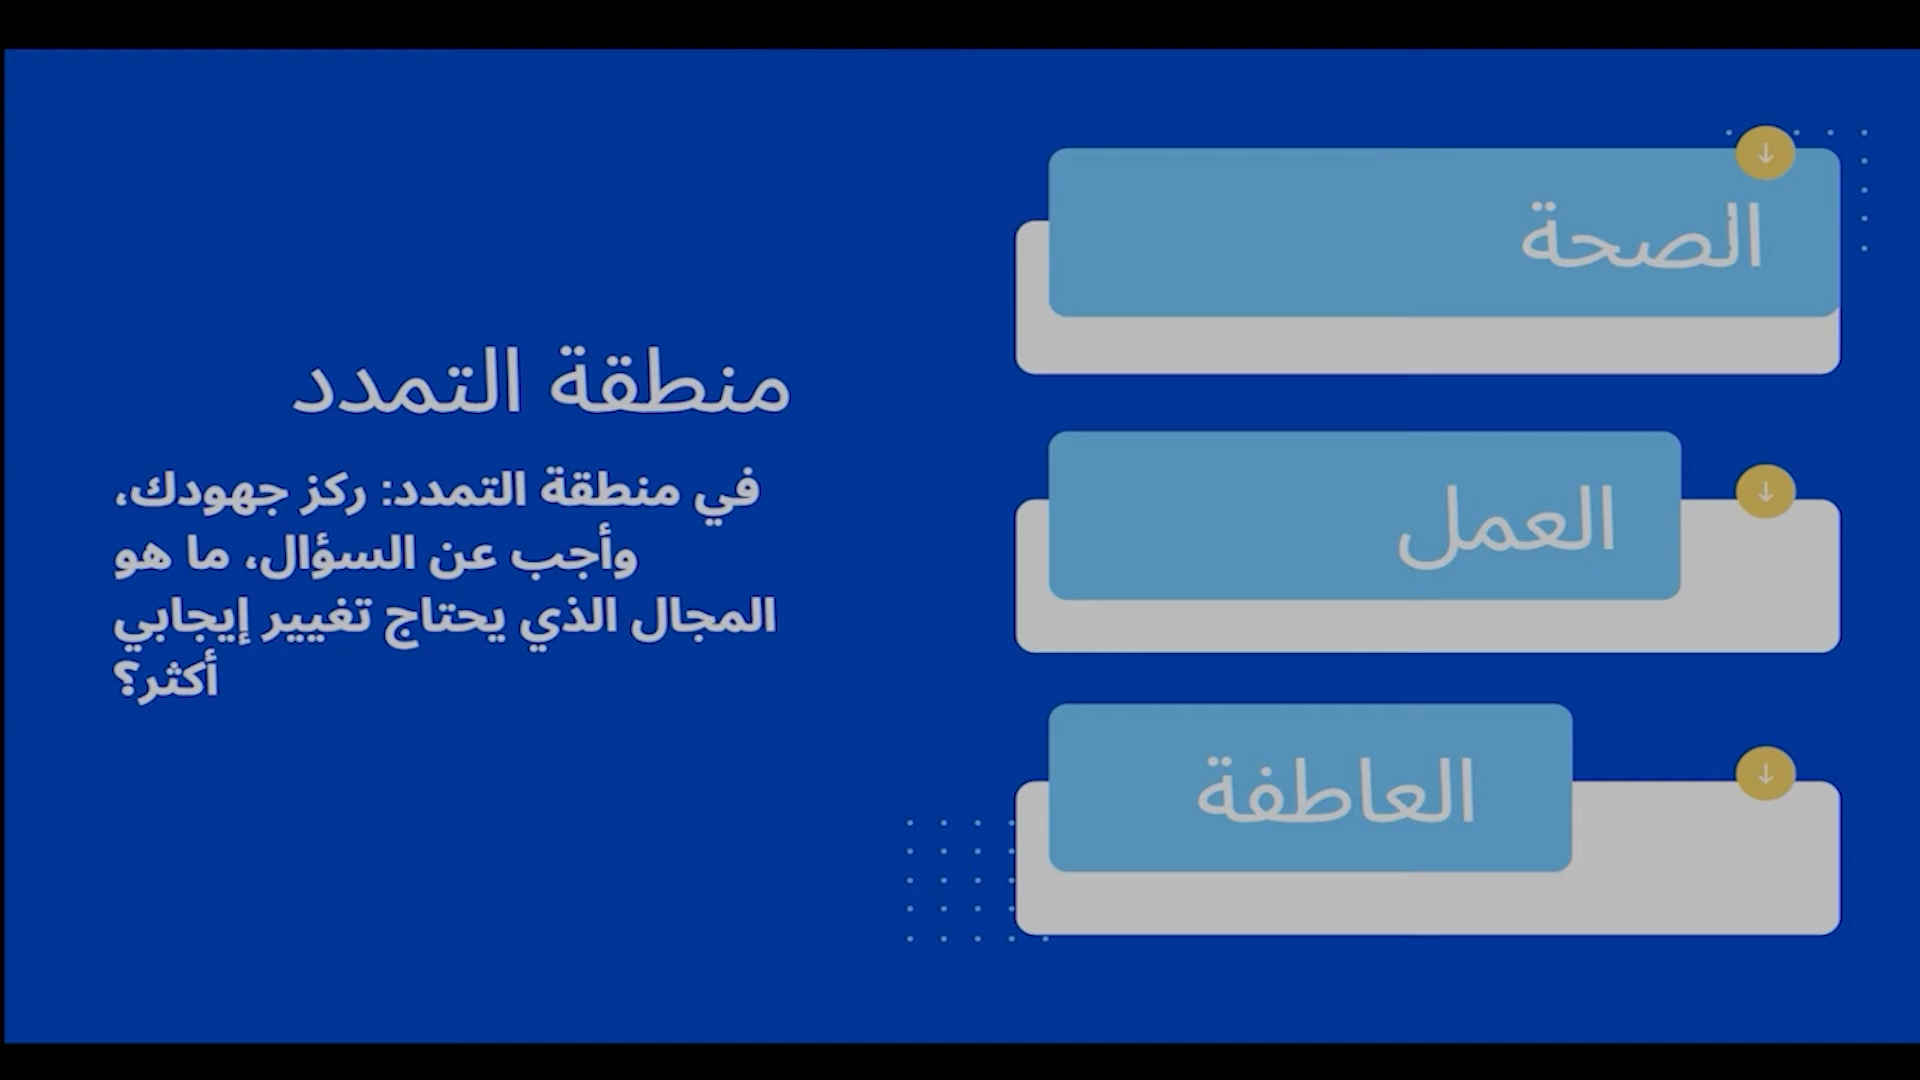 الصحة
العمل
العاطفة
منطقة التمدد
في منطقة التمدد: ركز جهودك،
وأجب عن السؤال، ما هو
المجال الذي يحتاج تغيير إيجابي
أكثر؟